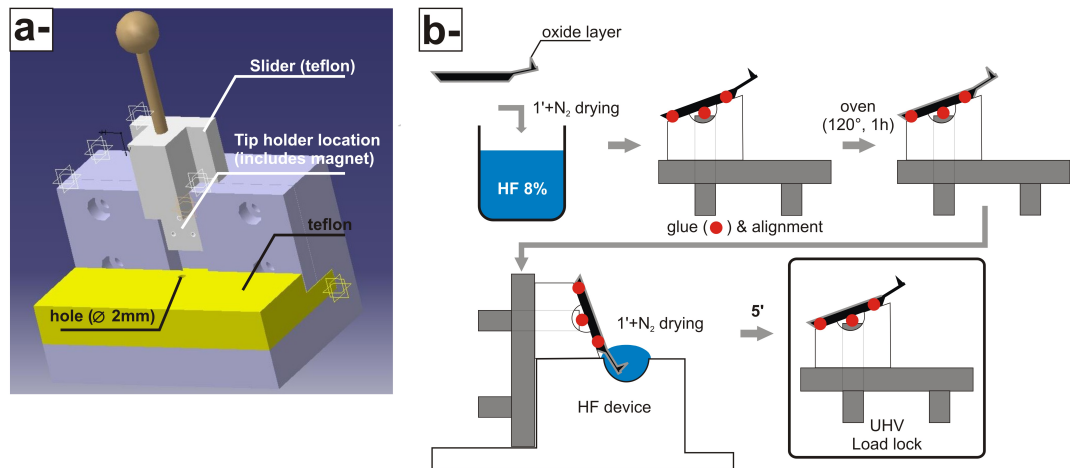 a-
Slider (teflon)
Tip holder location
(includes magnet)
teflon
hole (∅ 2mm)
b-
oxide layer
1'+N₂ drying
HF 8%
glue ( ) & alignment
oven
(120°, 1h)
1'+N₂ drying
HF device
5'
UHV
Load lock